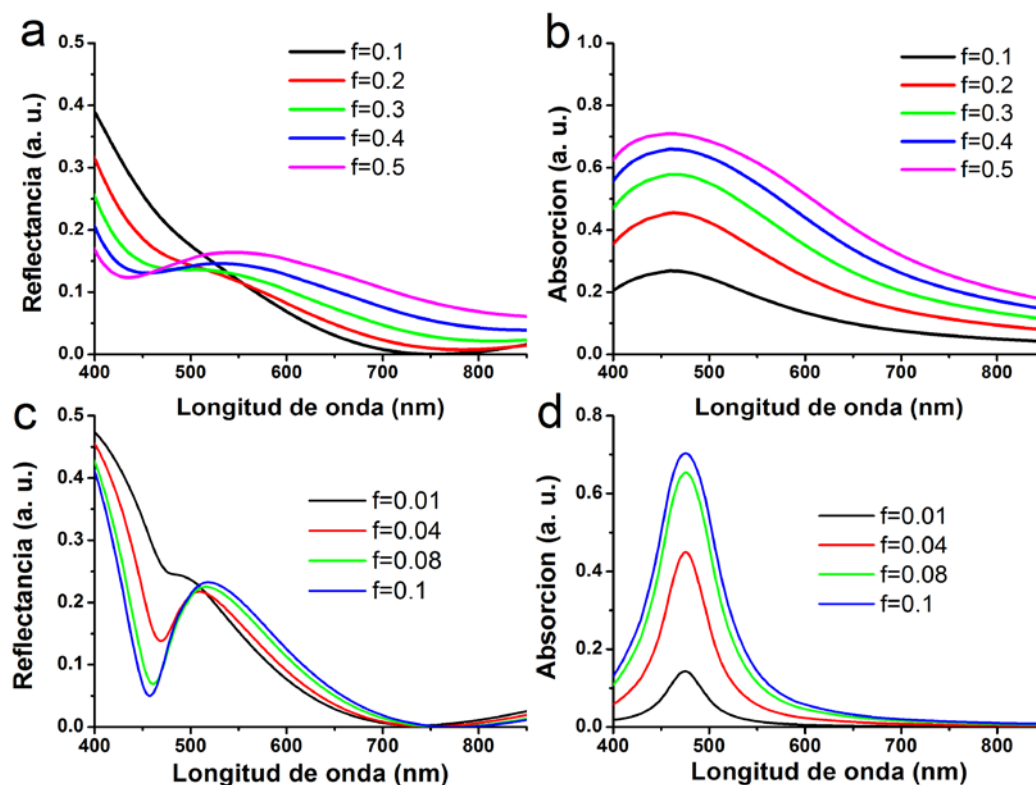 a
Reflectancia (a. u.)
0.5
0.4
0.3
0.2
0.1
0.0
f=0.1
f=0.2
f=0.3
f=0.4
f=0.5
400 500 600 700 800
Longitud de onda (nm)
b
Absorcion (a. u.)
1.0
0.8
0.6
0.4
0.2
0.0
f=0.1
f=0.2
f=0.3
f=0.4
f=0.5
400 500 600 700 800
Longitud de onda (nm)
c
Reflectancia (a. u.)
0.5
0.4
0.3
0.2
0.1
0.0
f=0.01
f=0.04
f=0.08
f=0.1
400 500 600 700 800
Longitud de onda (nm)
d
Absorcion (a. u.)
0.8
0.6
0.4
0.2
0.0
f=0.01
f=0.04
f=0.08
f=0.1
400 500 600 700 800
Longitud de onda (nm)